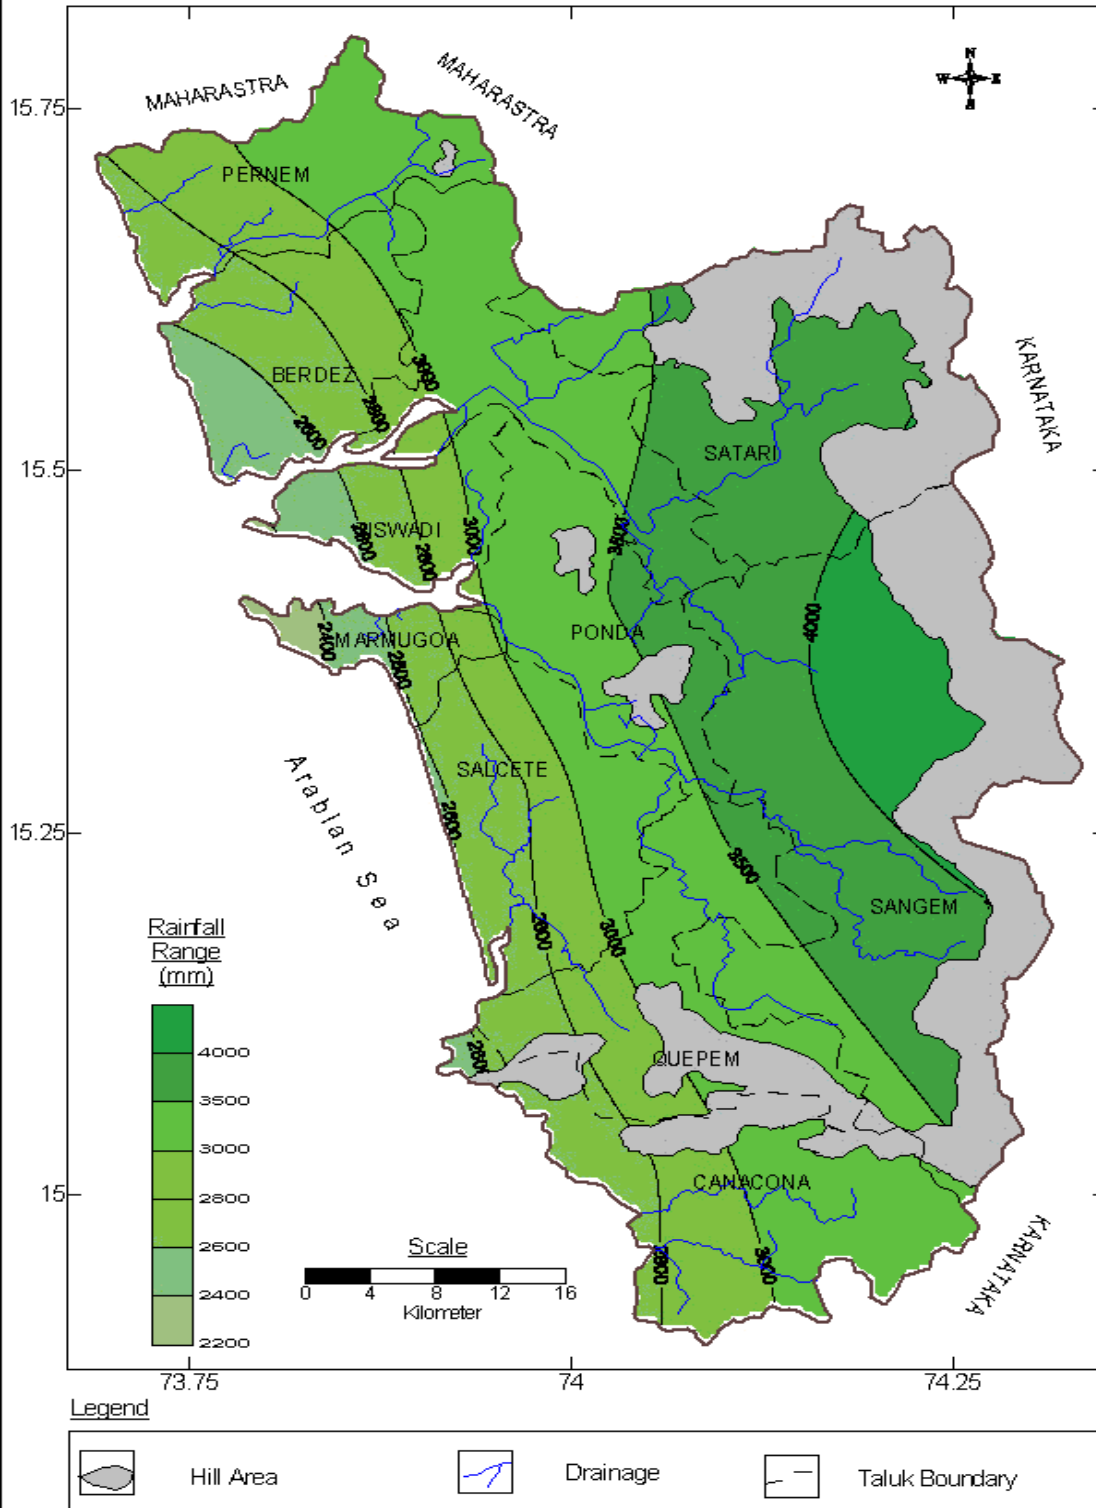 MAHARASTRA
MAHARASTRA
N
W E
S
15.75
PERNEM
KARNATAKA
BERDEZ
3000
2800
2600
SATARI
15.5
ISWADI
2600
2800
3000
3500
4000
PONDA
MARMUGOA
2400
2600
SALCETE
Arabian Sea
2600
15.25
3500
SANGEM
2800
3000
Rainfall
Range
(mm)
4000
3500
3000
2800
2600
2400
2200
QUEPEM
260
15
CANACONA
2800
3000
KARNATAKA
Scale
0 4 8 12 16
Kilometer
73.75 74 74.25
Legend
Hill Area
Drainage
Taluk Boundary